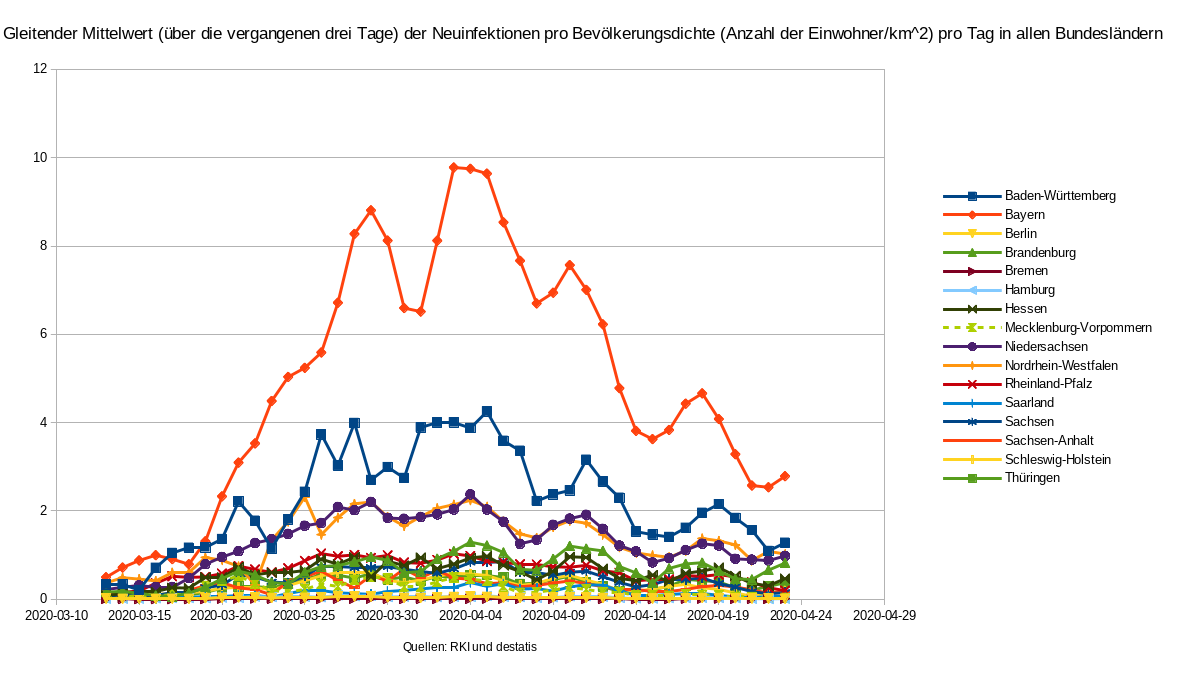 Gleitender Mittelwert (über die vergangenen drei Tage) der Neuinfektionen pro Bevölkerungsdichte (Anzahl der Einwohner/km^2) pro Tag in allen Bundesländern
12
10
8
6
4
2
0
2020-03-10 2020-03-15 2020-03-20 2020-03-25 2020-03-30 2020-04-04 2020-04-09 2020-04-14 2020-04-19 2020-04-24 2020-04-29
Quellen: RKI und destatis
Baden-Württemberg
Bayern
Berlin
Brandenburg
Bremen
Hamburg
Hessen
Mecklenburg-Vorpommern
Niedersachsen
Nordrhein-Westfalen
Rheinland-Pfalz
Saarland
Sachsen
Sachsen-Anhalt
Schleswig-Holstein
Thüringen